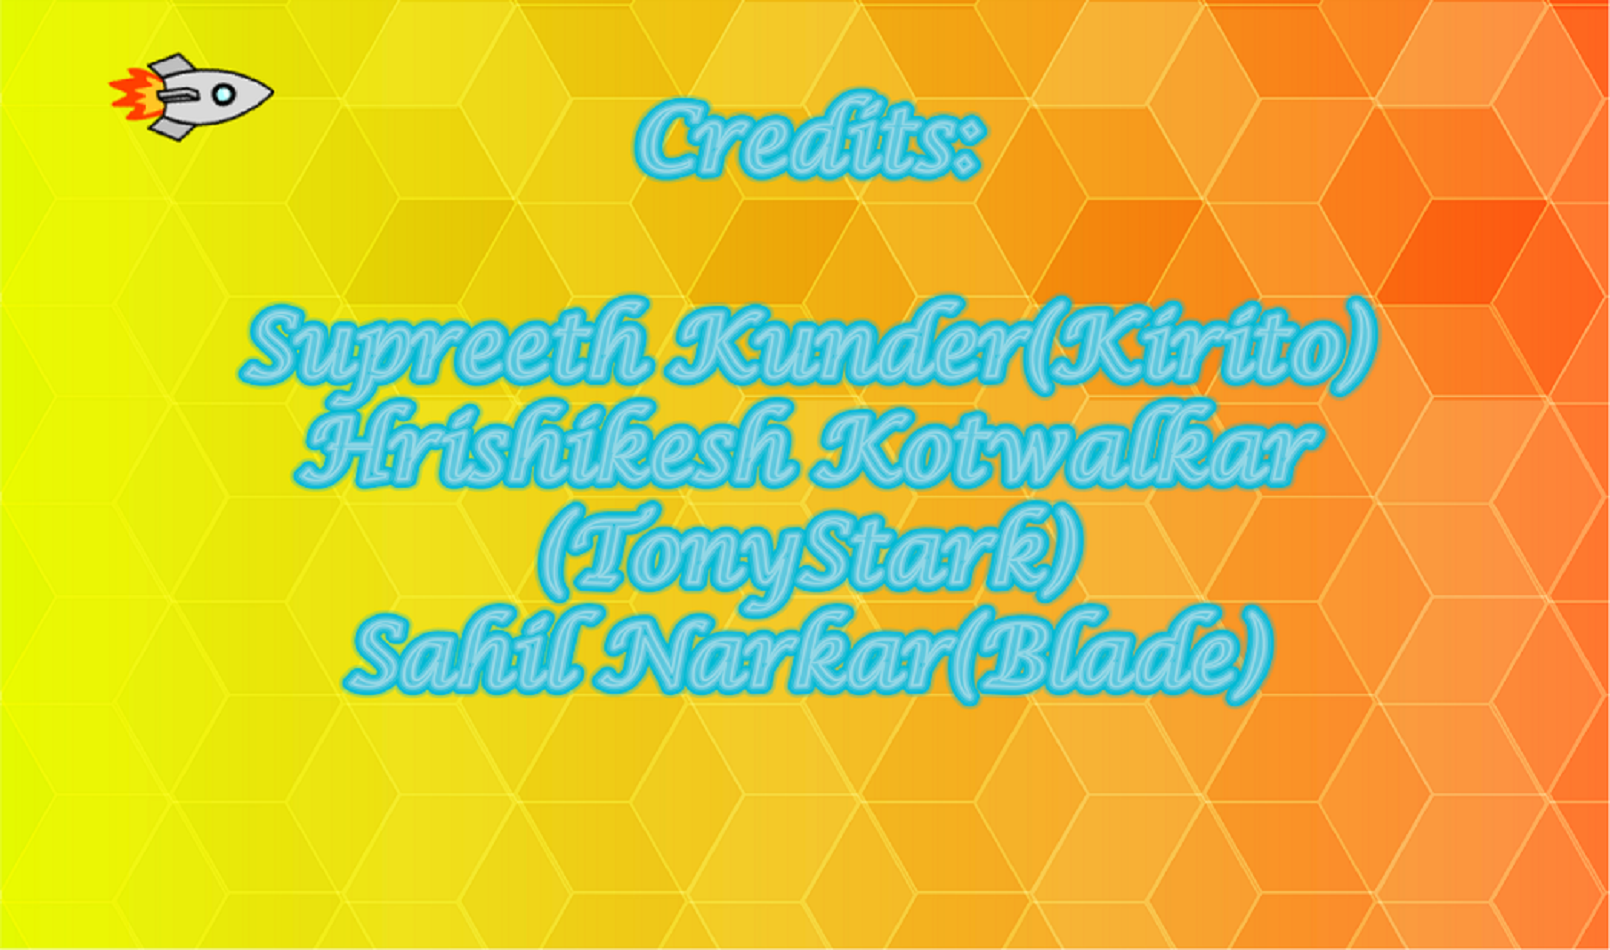 Credits:
Supreeth Kunder(Kirito)
Hrishikesh Kotwalkar
(TonyStark)
Sahil Narkar(Blade)